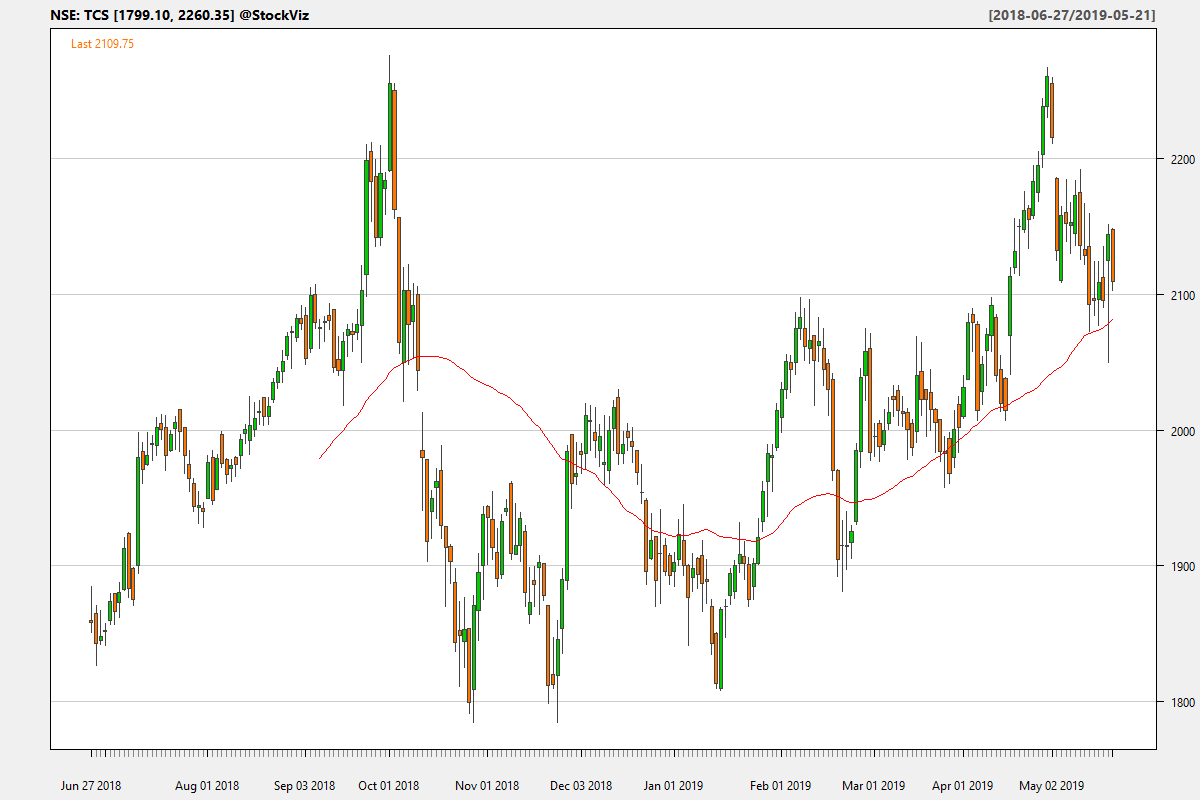 NSE: TCS [1799.10, 2260.35] @StockViz
[2018-06-27/2019-05-21]
Last 2109.75
2200
2100
2000
1900
1800
Jun 27 2018
Aug 01 2018
Sep 03 2018
Oct 01 2018
Nov 01 2018
Dec 03 2018
Jan 01 2019
Feb 01 2019
Mar 01 2019
Apr 01 2019
May 02 2019